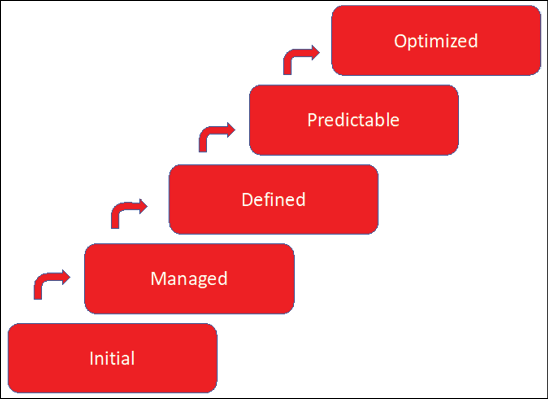 Optimized
Predictable
Defined
Managed
Initial